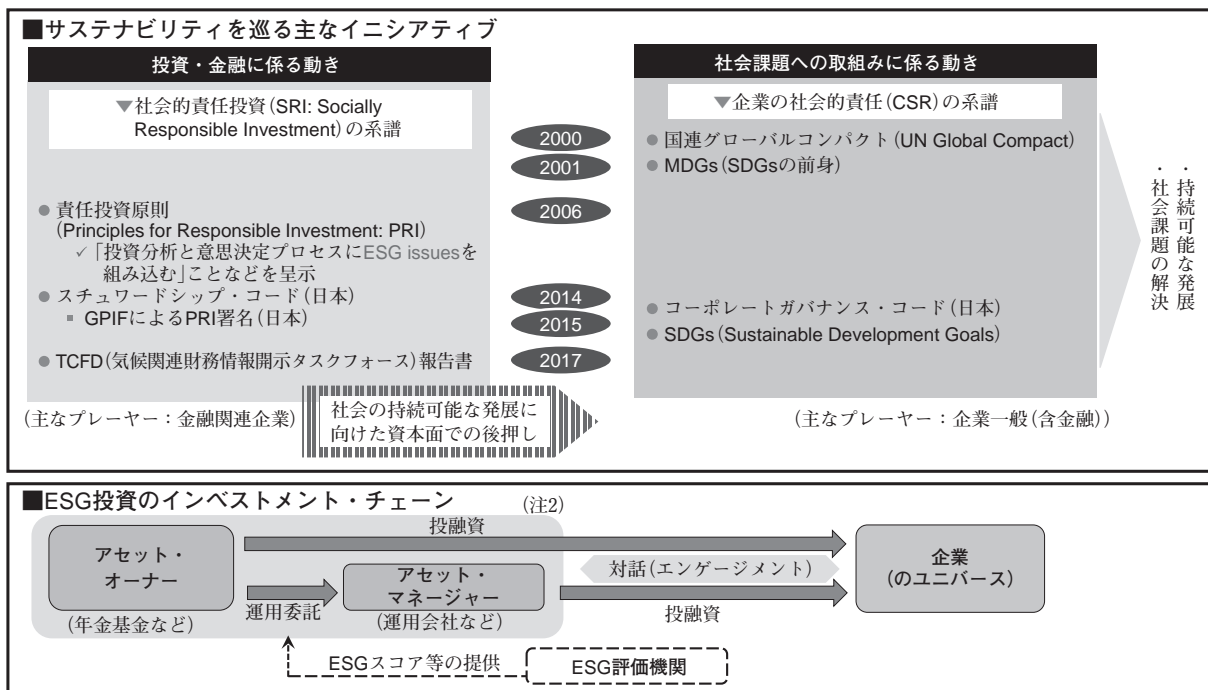 ■サステナビリティを巡る主なイニシアティブ
投資・金融に係る動き
▼社会的責任投資(SRI: Socially
Responsible Investment)の系譜
● 責任投資原則
(Principles for Responsible Investment: PRI)
✓「投資分析と意思決定プロセスにESG issuesを
組み込む」ことなどを呈示
● スチュワードシップ・コード(日本)
▪ GPIFによるPRI署名(日本)
● TCFD(気候関連財務情報開示タスクフォース)報告書
(主なプレーヤー：金融関連企業)
2000
2001
2006
2014
2015
2017
社会の持続可能な発展に
向けた資本面での後押し
社会課題への取組みに係る動き
▼企業の社会的責任(CSR)の系譜
● 国連グローバルコンパクト(UN Global Compact)
● MDGs(SDGsの前身)
● コーポレートガバナンス・コード(日本)
● SDGs(Sustainable Development Goals)
(主なプレーヤー：企業一般(含金融))
・持続可能な発展
・社会課題の解決
■ESG投資のインベストメント・チェーン
(注2)
アセット・
オーナー
(年金基金など)
運用委託
アセット・
マネージャー
(運用会社など)
投融資
対話(エンゲージメント)
投融資
企業
(のユニバース)
ESGスコア等の提供
ESG評価機関